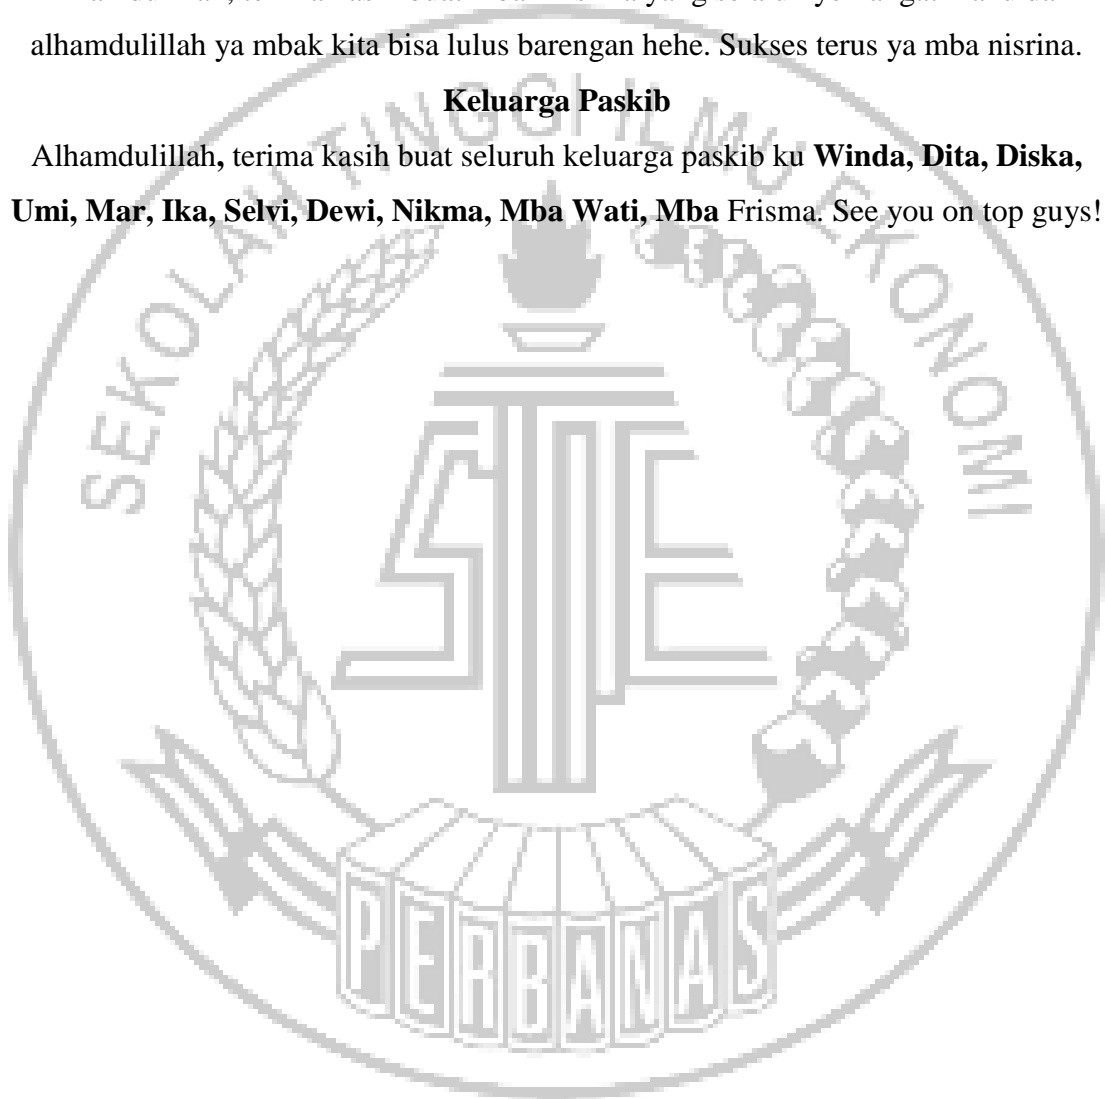 alhamdulillah ya mbak kita bisa lulus barengan hehe. Sukses terus ya mba nisrina.
Keluarga Paskib
Alhamdulillah, terima kasih buat seluruh keluarga paskib ku Winda, Dita, Diska,
Umi, Mar, Ika, Selvi, Dewi, Nikma, Mba Wati, Mba Frisma. See you on top guys!
SEKOLAH TINGGI ILMU EKONOMI
STIE
PERBANAS